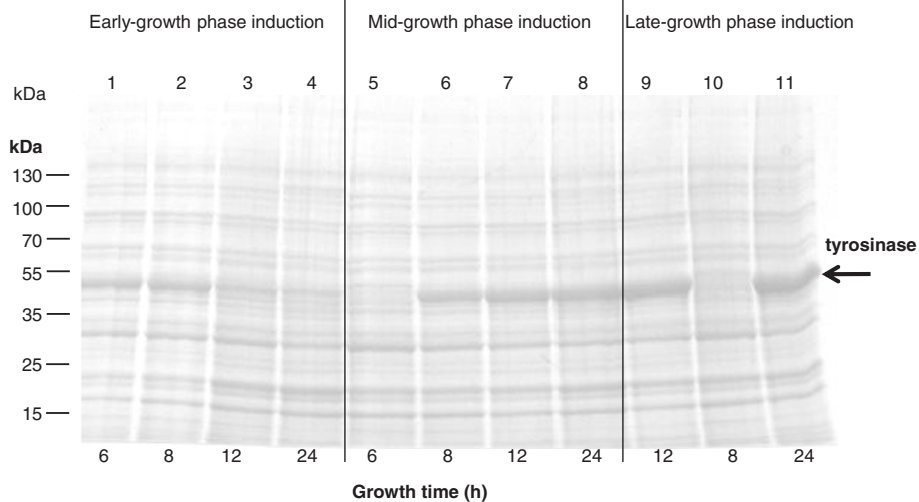 Early-growth phase induction Mid-growth phase induction Late-growth phase induction
kDa 1 2 3 4 5 6 7 8 9 10 11
kDa
130
100
70
tyrosinase
55
35
25
15
6 8 12 24 6 8 12 24 12 8 24
Growth time (h)